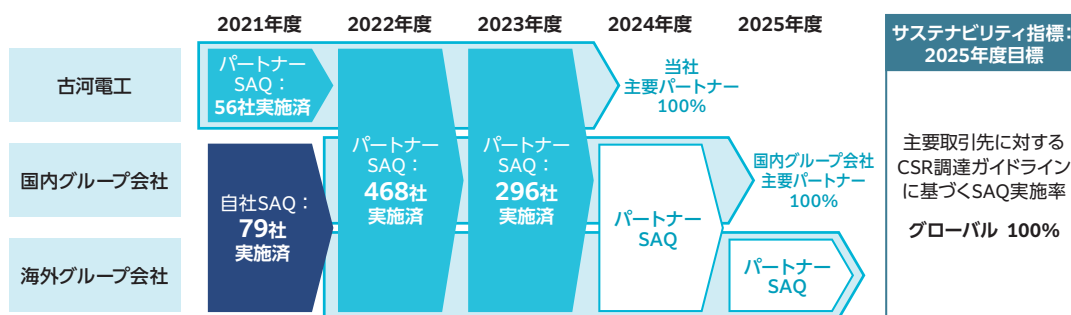 2021年度 2022年度 2023年度 2024年度 2025年度
サステナビリティ指標：
2025年度目標
古河電工
パートナー
SAQ：
56社実施済
当社
主要パートナー
100%
国内グループ会社
自社SAQ：
79社
実施済
パートナー
SAQ：
468社
実施済
パートナー
SAQ：
296社
実施済
パートナー
SAQ
国内グループ会社
主要パートナー
100%
海外グループ会社
パートナー
SAQ
主要取引先に対する
CSR調達ガイドライン
に基づくSAQ実施率
グローバル 100%